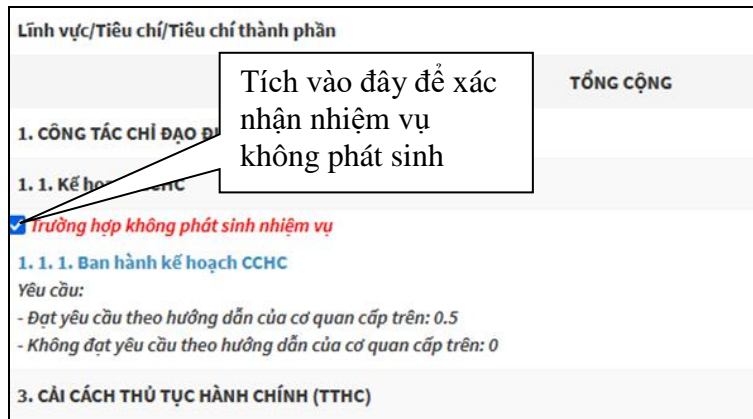 Lĩnh vực/Tiêu chí/Tiêu chí thành phần
TỔNG CỘNG
Tích vào đây để xác
nhận nhiệm vụ
không phát sinh
1. CÔNG TÁC CHỈ ĐẠO
1. 1. Kế
Trường hợp không phát sinh nhiệm vụ
1. 1. 1. Ban hành kế hoạch CCHC
Yêu cầu:
- Đạt yêu cầu theo hướng dẫn của cơ quan cấp trên: 0.5
- Không đạt yêu cầu theo hướng dẫn của cơ quan cấp trên: 0
3. CẢI CÁCH THỦ TỤC HÀNH CHÍNH (TTHC)